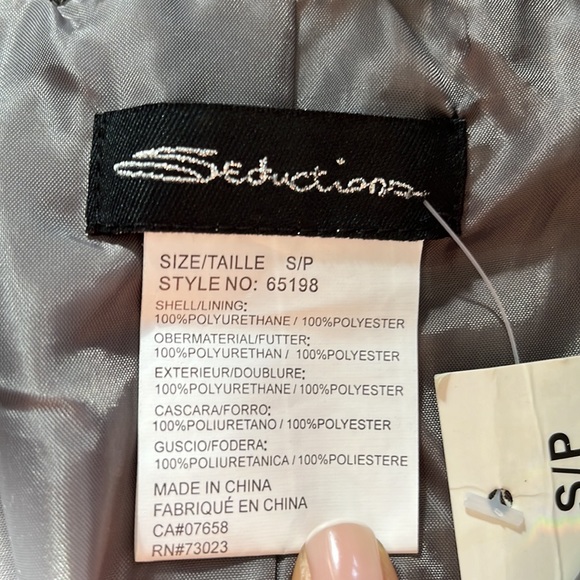 Seductions
SIZE/TAILLE S/P
STYLE NO: 65198
SHELL/LINING:
100%POLYURETHANE/100%POLYESTER
OBERMATERIAL/FUTTER:
100%POLYURETHAN / 100%POLYESTER
EXTERIEUR/DOUBLURE:
100%POLYURETHANE/100%POLYESTER
CASCARA/FORRO:
100%POLIURETANO / 100%POLYESTER
GUSCIO/FODERA:
100%POLIURETANICA / 100%POLIESTERE
MADE IN CHINA
FABRIQUÉ EN CHINA
CA#07658
RN#73023
S/P